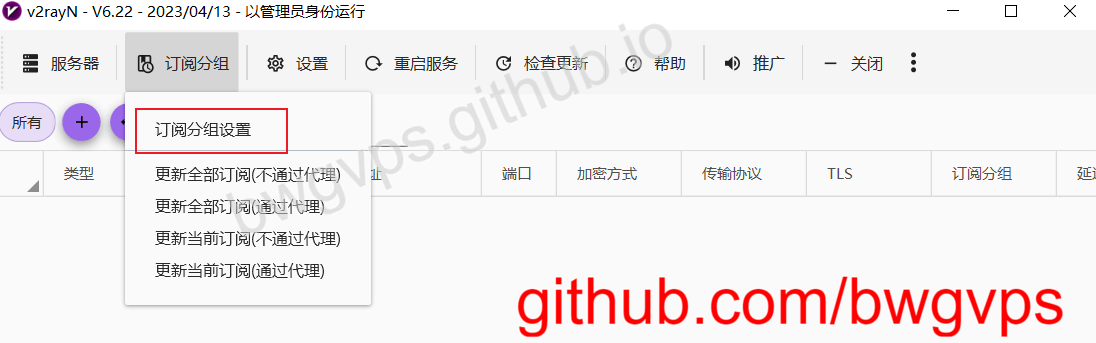 v2rayN - V6.22 - 2023/04/13 - 以管理员身份运行
服务器 订阅分组 设置 重启服务 检查更新 帮助 推广 关闭
所有
订阅分组设置
类型 址 端口 加密方式 传输协议 TLS 订阅分组 延迟
更新全部订阅(不通过代理)
更新全部订阅(通过代理)
更新当前订阅(不通过代理)
更新当前订阅(通过代理)
bwgvps.github.io
github.com/bwgvps